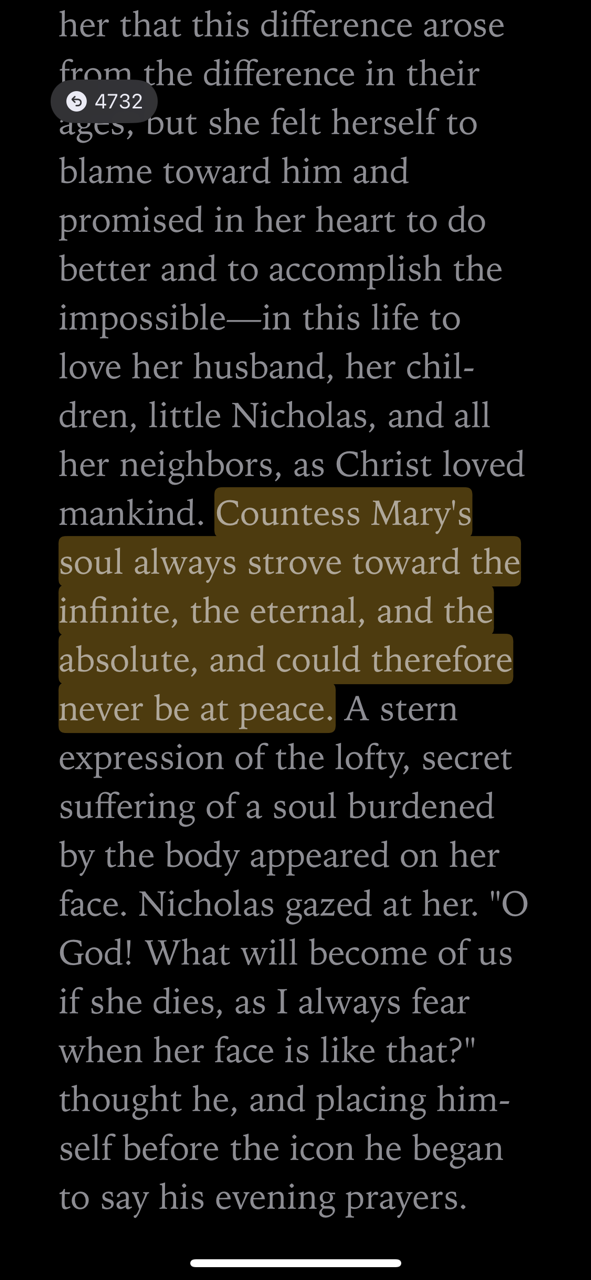 her that this difference arose
from the difference in their
4732
ages, but she felt herself to
blame toward him and
promised in her heart to do
better and to accomplish the
impossible—in this life to
love her husband, her chil-
dren, little Nicholas, and all
her neighbors, as Christ loved
mankind. Countess Mary's
soul always strove toward the
infinite, the eternal, and the
absolute, and could therefore
never be at peace. A stern
expression of the lofty, secret
suffering of a soul burdened
by the body appeared on her
face. Nicholas gazed at her. "O
God! What will become of us
if she dies, as I always fear
when her face is like that?"
thought he, and placing him-
self before the icon he began
to say his evening prayers.